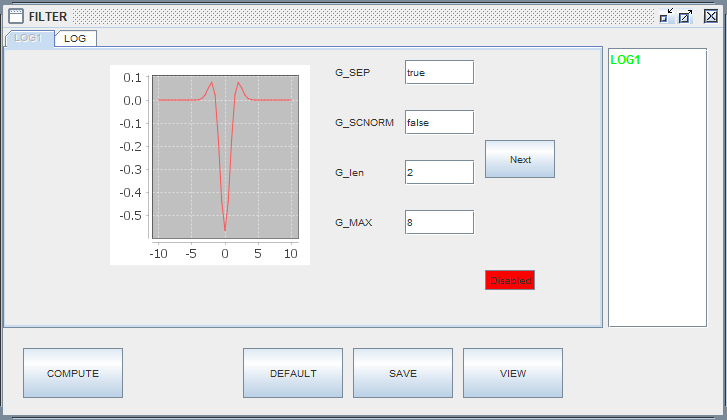 FILTER
LOG1
LOG
LOG1
0.1
0.0
-0.1
-0.2
-0.3
-0.4
-0.5
-10 -5 0 5 10
G_SEP true
G_SCNORM false
G_len 2
G_MAX 8
Next
Disabled
COMPUTE
DEFAULT
SAVE
VIEW